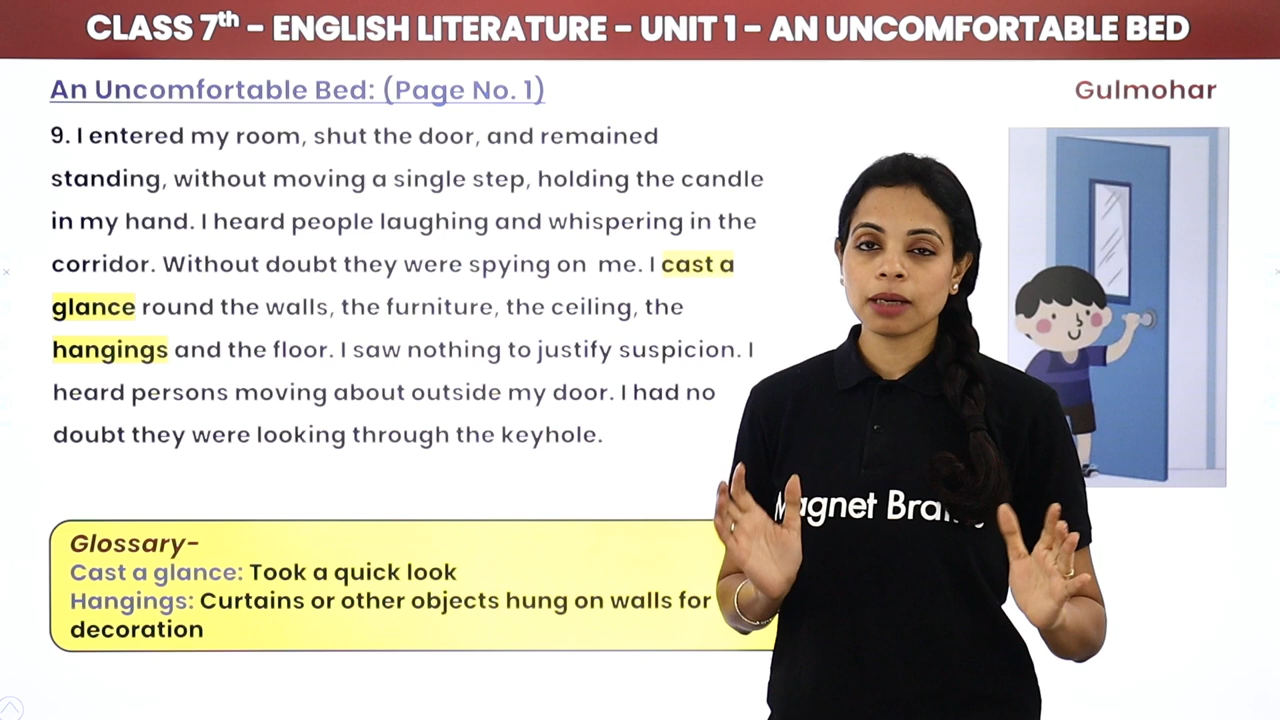 CLASS 7th - ENGLISH LITERATURE - UNIT 1 - AN UNCOMFORTABLE BED
An Uncomfortable Bed: (Page No. 1)
Gulmohar
9. I entered my room, shut the door, and remained
standing, without moving a single step, holding the candle
in my hand. I heard people laughing and whispering in the
corridor. Without doubt they were spying on me. I cast a
glance round the walls, the furniture, the ceiling, the
hangings and the floor. I saw nothing to justify suspicion. I
heard persons moving about outside my door. I had no
doubt they were looking through the keyhole.
Magnet
Glossary-
Cast a glance: Took a quick look
Hangings: Curtains or other objects hung on walls for
decoration